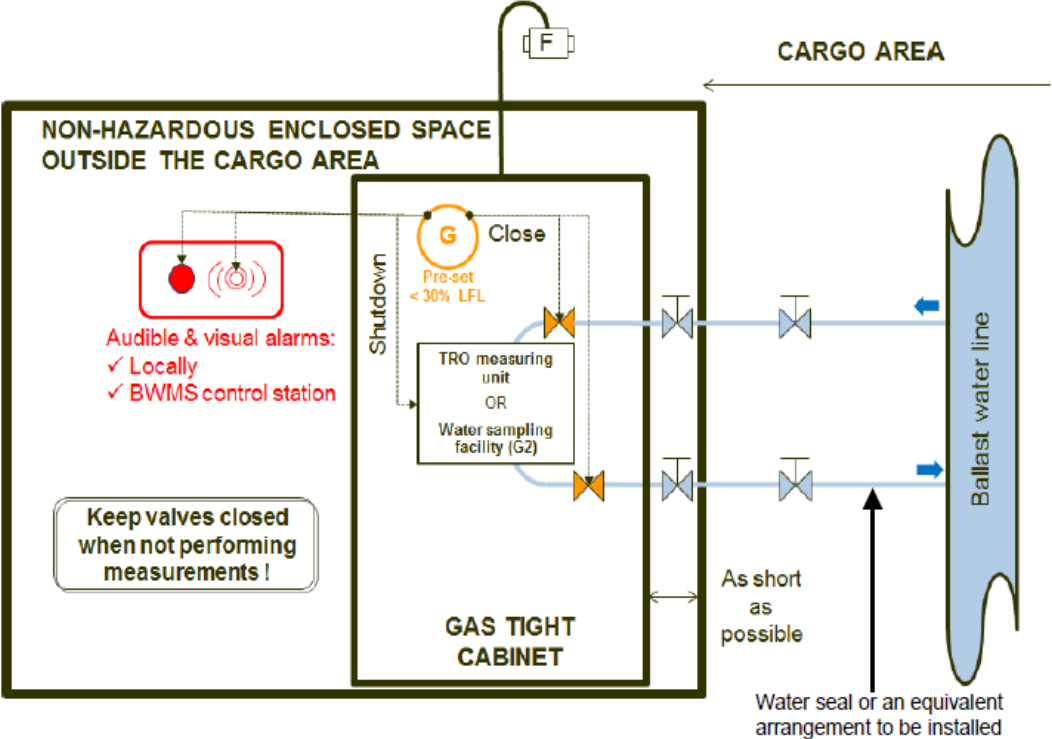 F
CARGO AREA
NON-HAZARDOUS ENCLOSED SPACE
OUTSIDE THE CARGO AREA
G
Close
Pre-set
< 30% LFL
Shutdown
Audible & visual alarms:
✓ Locally
✓ BWMS control station
TRO measuring
unit
OR
Water sampling
facility (G2)
Ballast water line
Keep valves closed
when not performing
measurements !
As short
as
possible
GAS TIGHT
CABINET
Water seal or an equivalent
arrangement to be installed